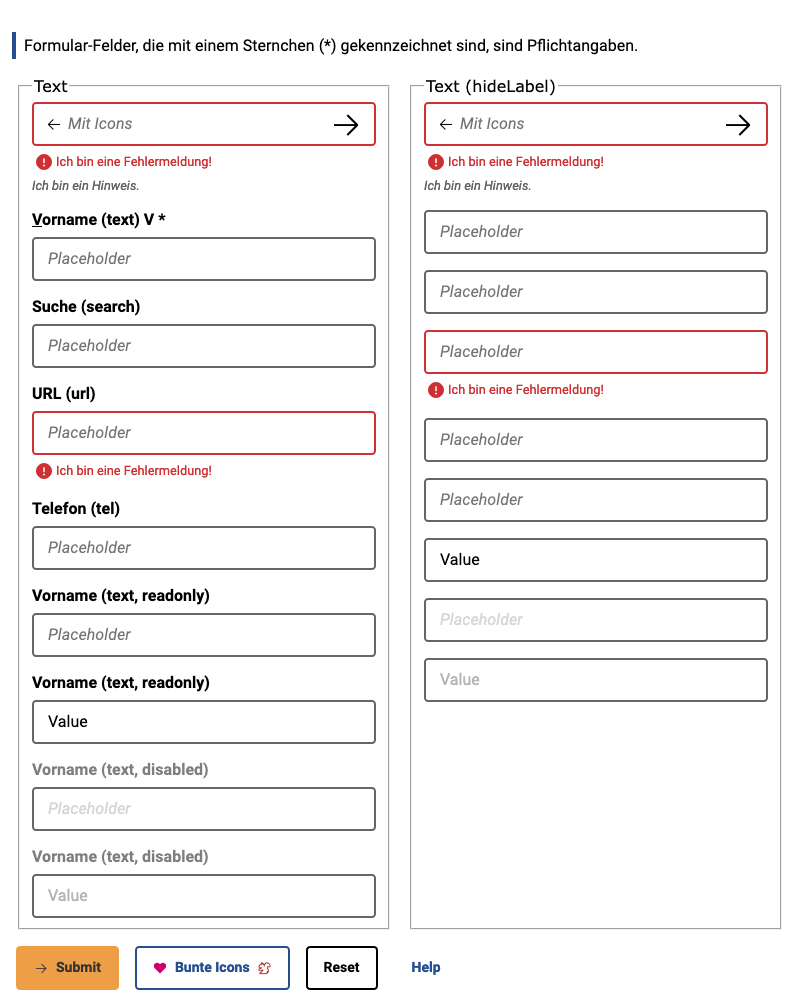 Formular-Felder, die mit einem Sternchen (*) gekennzeichnet sind, sind Pflichtangaben.
Text
Mit Icons
Ich bin eine Fehlermeldung!
Ich bin ein Hinweis.
Vorname (text) V *
Placeholder
Suche (search)
Placeholder
URL (url)
Placeholder
Ich bin eine Fehlermeldung!
Telefon (tel)
Placeholder
Vorname (text, readonly)
Placeholder
Vorname (text, readonly)
Value
Vorname (text, disabled)
Placeholder
Vorname (text, disabled)
Value
Text (hideLabel)
Mit Icons
Ich bin eine Fehlermeldung!
Ich bin ein Hinweis.
Placeholder
Placeholder
Placeholder
Ich bin eine Fehlermeldung!
Placeholder
Placeholder
Value
Placeholder
Value
Submit
Bunte Icons
Reset
Help